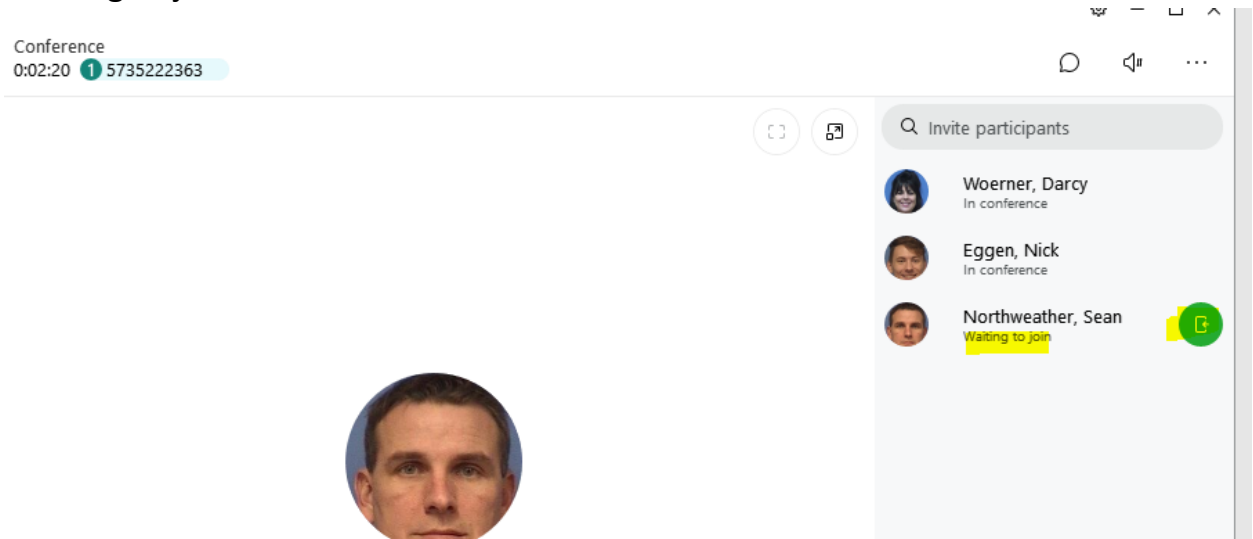 Conference
0:02:20 1 5735222363
Invite participants
Woerner, Darcy
In conference
Eggen, Nick
In conference
Northweather, Sean
Waiting to join